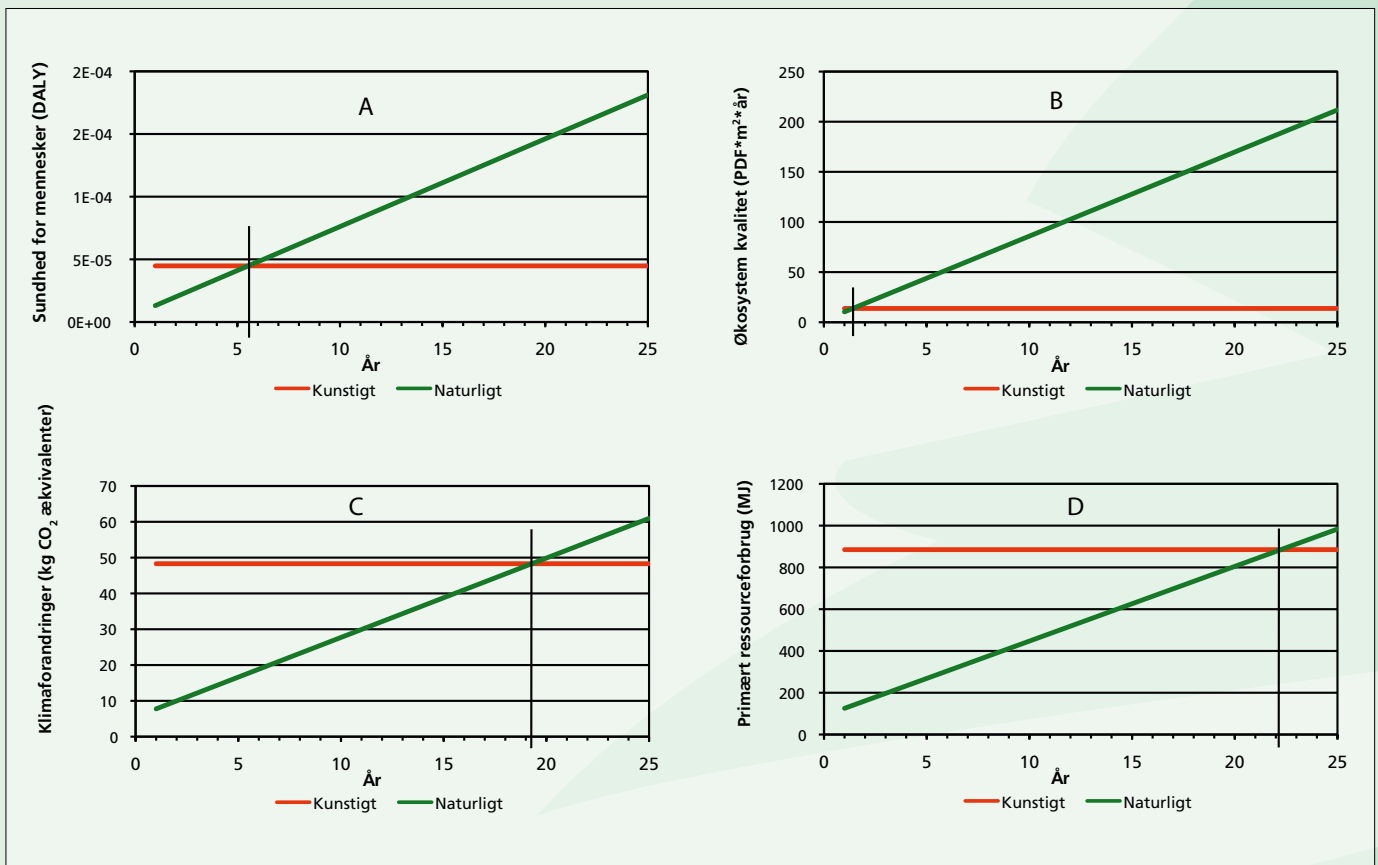 Sundhed for mennesker (DALY)
2E-04
2E-04
1E-04
5E-05
0E+00
A
0 5 10 15 20 25
År
Kunstigt Naturligt
Økosystem kvalitet (PDF*m²*år)
250
200
150
100
50
0
B
0 5 10 15 20 25
År
Kunstigt Naturligt
Klimaforandringer (kg CO₂ ækvivalenter)
70
60
50
40
30
20
10
0
C
0 5 10 15 20 25
År
Kunstigt Naturligt
Primært ressourceforbrug (MJ)
1200
1000
800
600
400
200
0
D
0 5 10 15 20 25
År
Kunstigt Naturligt